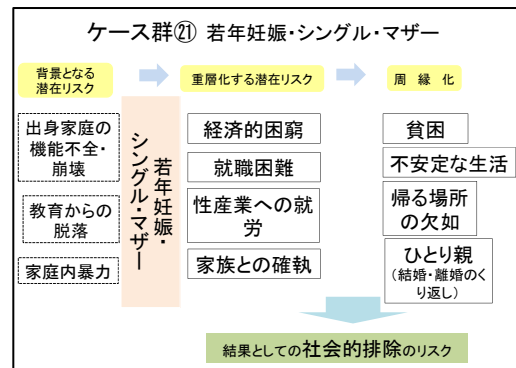 ケース群㉑ 若年妊娠・シングル・マザー
背景となる
潜在リスク
重層化する潜在リスク
周 縁 化
出身家庭の
機能不全・
崩壊
教育からの
脱落
家庭内暴力
若年妊娠・
シングル・マザー
経済的困窮
就職困難
性産業への就
労
家族との確執
貧困
不安定な生活
帰る場所
の欠如
ひとり親
(結婚・離婚のく
り返し)
結果としての社会的排除のリスク